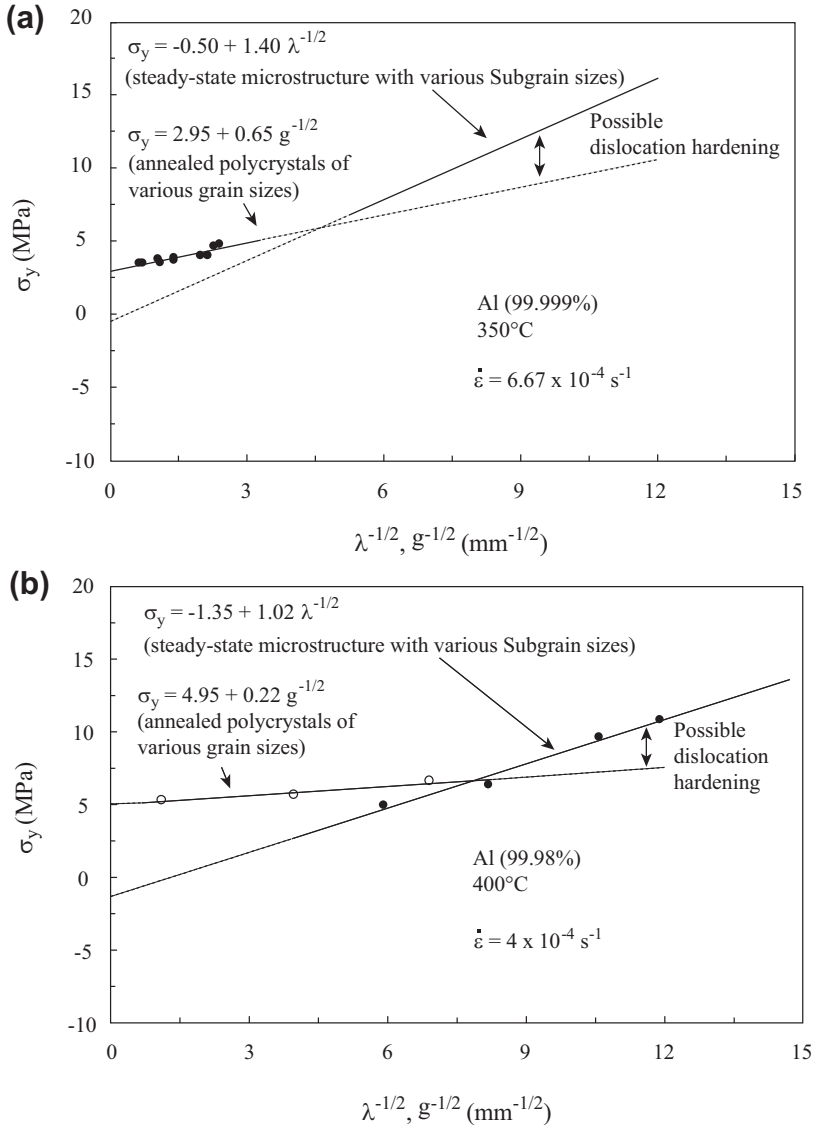 (a)
20
15
10
5
0
-5
-10
σy (MPa)
σy = -0.50 + 1.40 λ-1/2
(steady-state microstructure with various Subgrain sizes)
σy = 2.95 + 0.65 g-1/2
(annealed polycrystals of
various grain sizes)
Possible
dislocation hardening
Al (99.999%)
350°C
ε̇ = 6.67 x 10-4 s-1
0 3 6 9 12 15
λ-1/2, g-1/2 (mm-1/2)
(b)
20
15
10
5
0
-5
-10
σy (MPa)
σy = -1.35 + 1.02 λ-1/2
(steady-state microstructure with various Subgrain sizes)
σy = 4.95 + 0.22 g-1/2
(annealed polycrystals of
various grain sizes)
Possible
dislocation
hardening
Al (99.98%)
400°C
ε̇ = 4 x 10-4 s-1
0 3 6 9 12 15
λ-1/2, g-1/2 (mm-1/2)